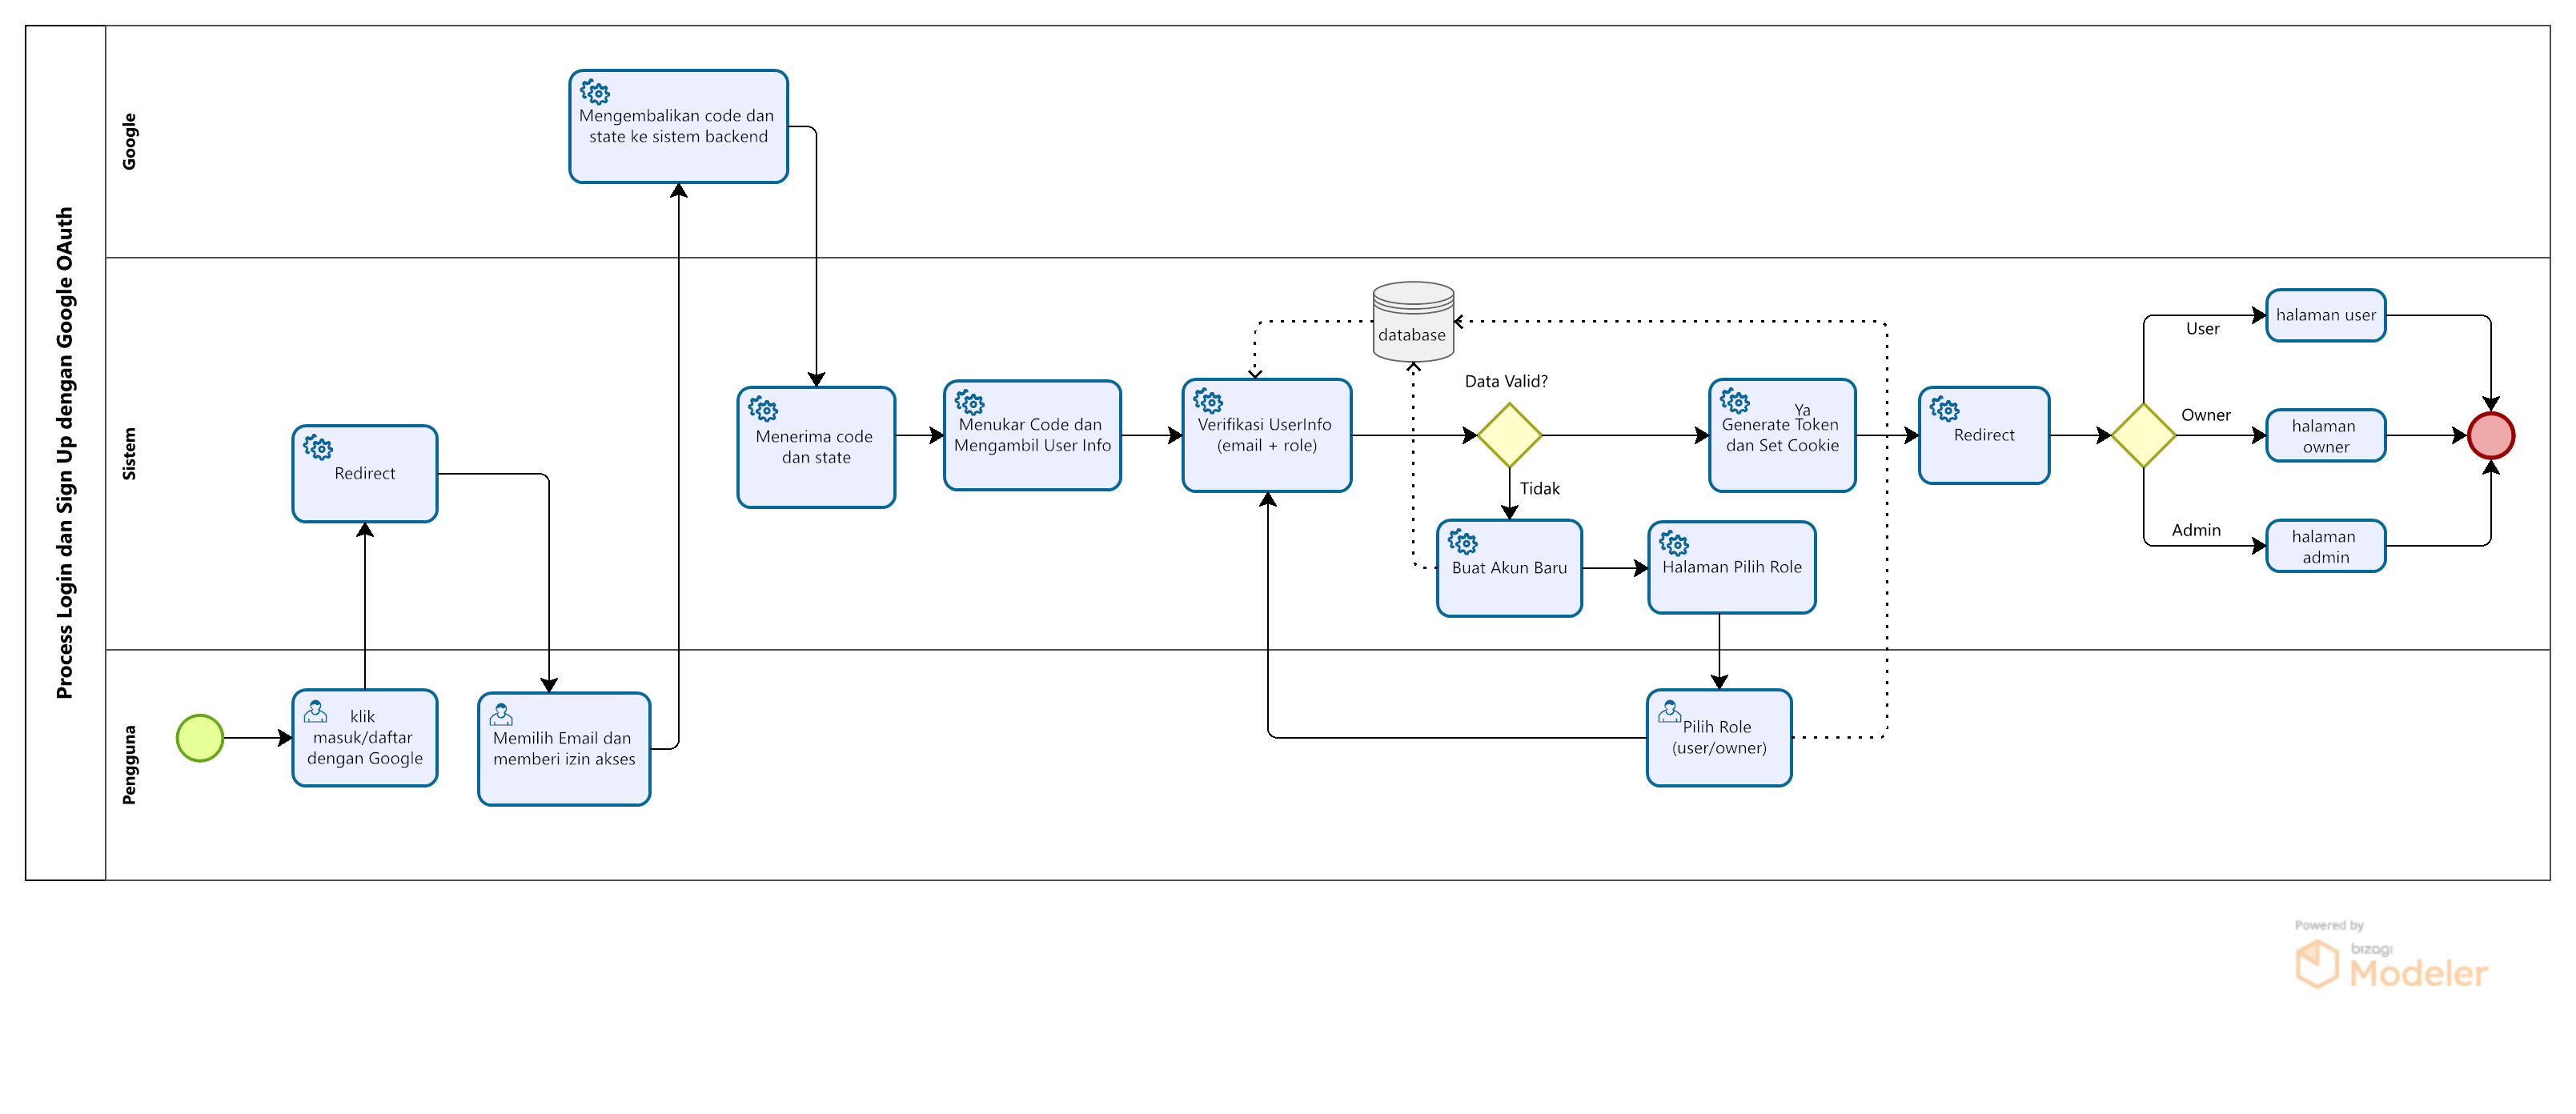 Process Login dan Sign Up dengan Google OAuth
Google
Mengembalikan code dan
state ke sistem backend
Sistem
Redirect
Menerima code
dan state
Menukar Code dan
Mengambil User Info
Verifikasi UserInfo
(email + role)
database
Data Valid?
Ya
Generate Token
dan Set Cookie
Tidak
Buat Akun Baru
Halaman Pilih Role
Redirect
User
halaman user
Owner
halaman
owner
Admin
halaman
admin
Pengguna
klik
masuk/daftar
dengan Google
Memilih Email dan
memberi izin akses
Pilih Role
(user/owner)
Powered by
bizagi
Modeler